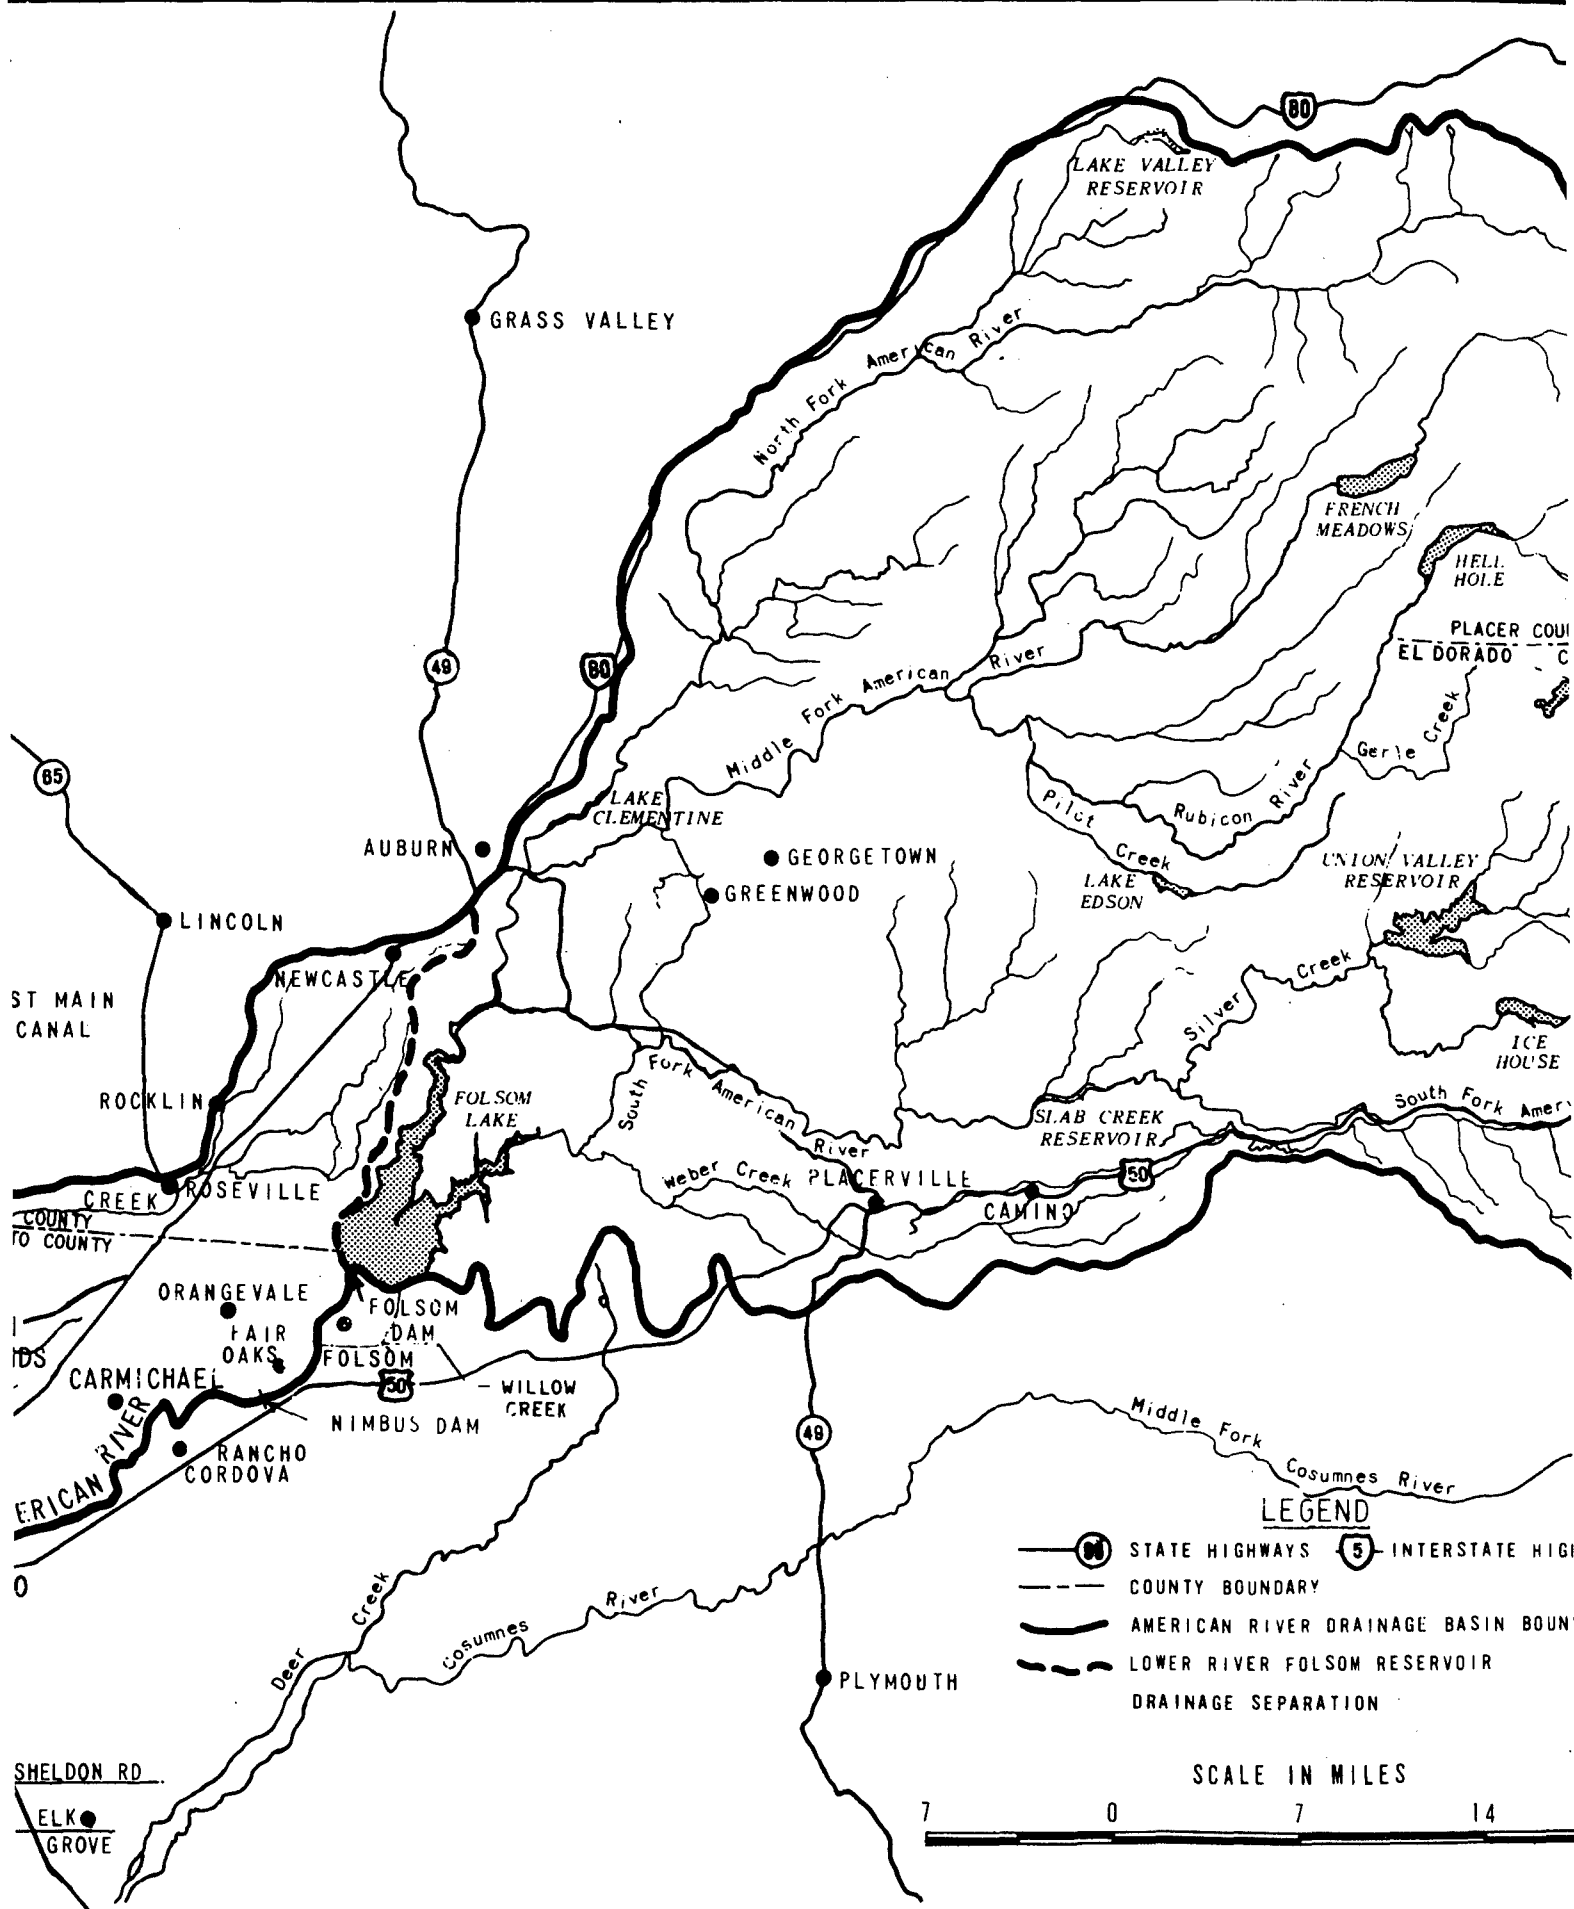 80
LAKE VALLEY
RESERVOIR
GRASS VALLEY
North Fork American River
FRENCH
MEADOWS
HELL
HOLE
PLACER COU
EL DORADO C
49
80
Middle Fork American River
Gerle Creek
65
LAKE
CLEMENTINE
Pilot Creek
Rubicon River
AUBURN
GEORGETOWN
GREENWOOD
LAKE
EDSON
UNION VALLEY
RESERVOIR
LINCOLN
NEWCASTLE
Silver Creek
ST MAIN
CANAL
ICE
HOUSE
ROCKLIN
FOLSOM
LAKE
South Fork American River
SLAB CREEK
RESERVOIR
South Fork Amer
CREEK
ROSEVILLE
Weber Creek
PLACERVILLE
50
CAMINO
COUNTY
TO COUNTY
ORANGEVALE
FOLSOM
DAM
FAIR
OAKS
FOLSOM
IDS
CARMICHAEL
50
WILLOW
CREEK
NIMBUS DAM
ERICAN RIVER
RANCHO
CORDOVA
49
Middle Fork Cosumnes River
O
Deer Creek
Cosumnes River
PLYMOUTH
LEGEND
STATE HIGHWAYS 5 INTERSTATE HIGH
COUNTY BOUNDARY
AMERICAN RIVER DRAINAGE BASIN BOUN
LOWER RIVER FOLSOM RESERVOIR
DRAINAGE SEPARATION
SHELDON RD
ELK
GROVE
SCALE IN MILES
7 0 7 14